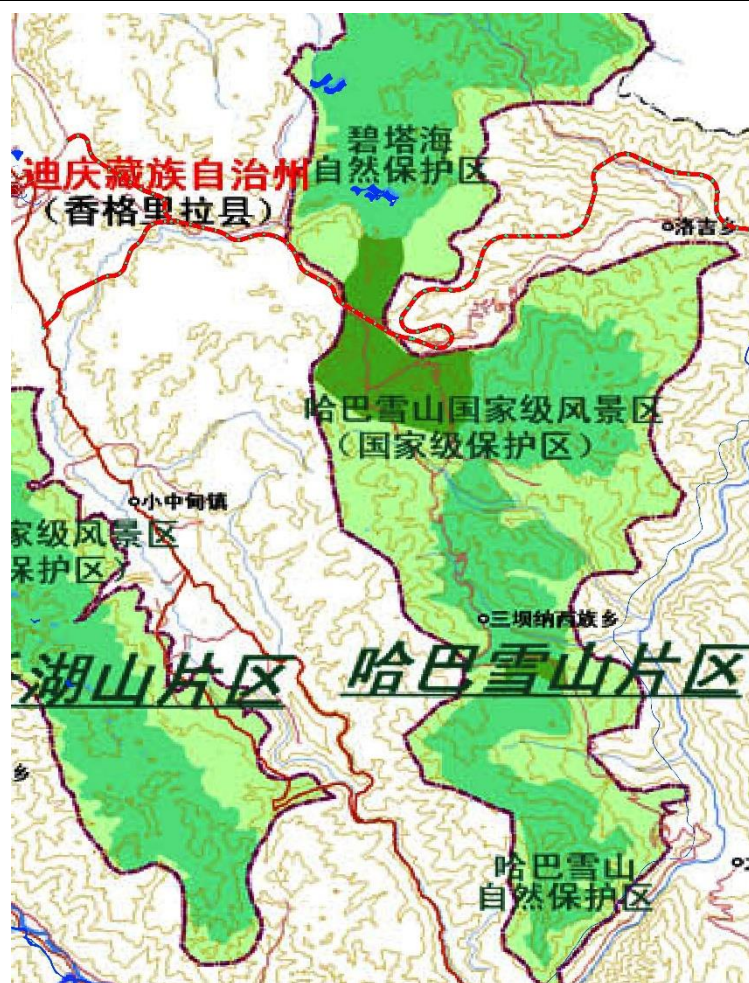 碧塔海
自然保护区
迪庆藏族自治州
（香格里拉县）
洛吉乡
哈巴雪山国家级风景区
（国家级保护区）
小中甸镇
家级风景区
保护区）
三坝纳西族乡
湖山片区
哈巴雪山片区
乡
哈巴雪山
自然保护区